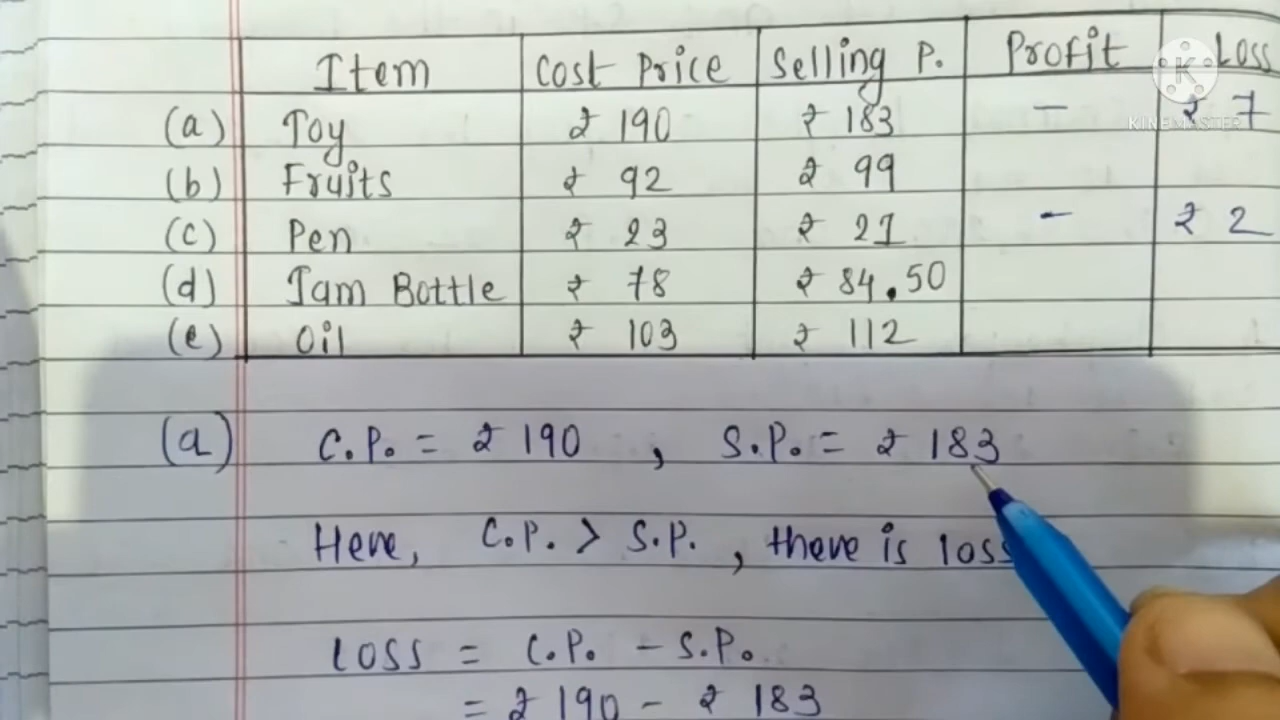 Item Cost Price Selling P. Profit Loss
(a) Toy ₹ 190 ₹ 183 - ₹ 7
(b) Fruits ₹ 92 ₹ 99
(c) Pen ₹ 23 ₹ 21 - ₹ 2
(d) Jam Bottle ₹ 78 ₹ 84.50
(e) Oil ₹ 103 ₹ 112
K
KINEMASTER
(a) C.P. = ₹ 190 , S.P. = ₹ 183
Here, C.P. > S.P. , there is loss
Loss = C.P. - S.P.
= ₹ 190 - ₹ 183